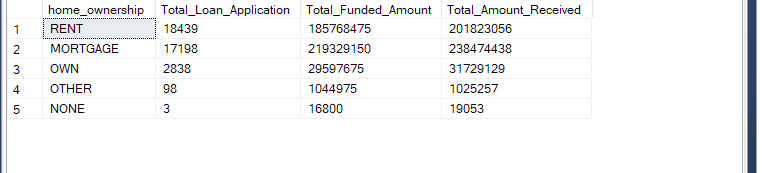 home_ownership Total_Loan_Application Total_Funded_Amount Total_Amount_Received
1 RENT 18439 185768475 201823056
2 MORTGAGE 17198 219329150 238474438
3 OWN 2838 29597675 31729129
4 OTHER 98 1044975 1025257
5 NONE 3 16800 19053